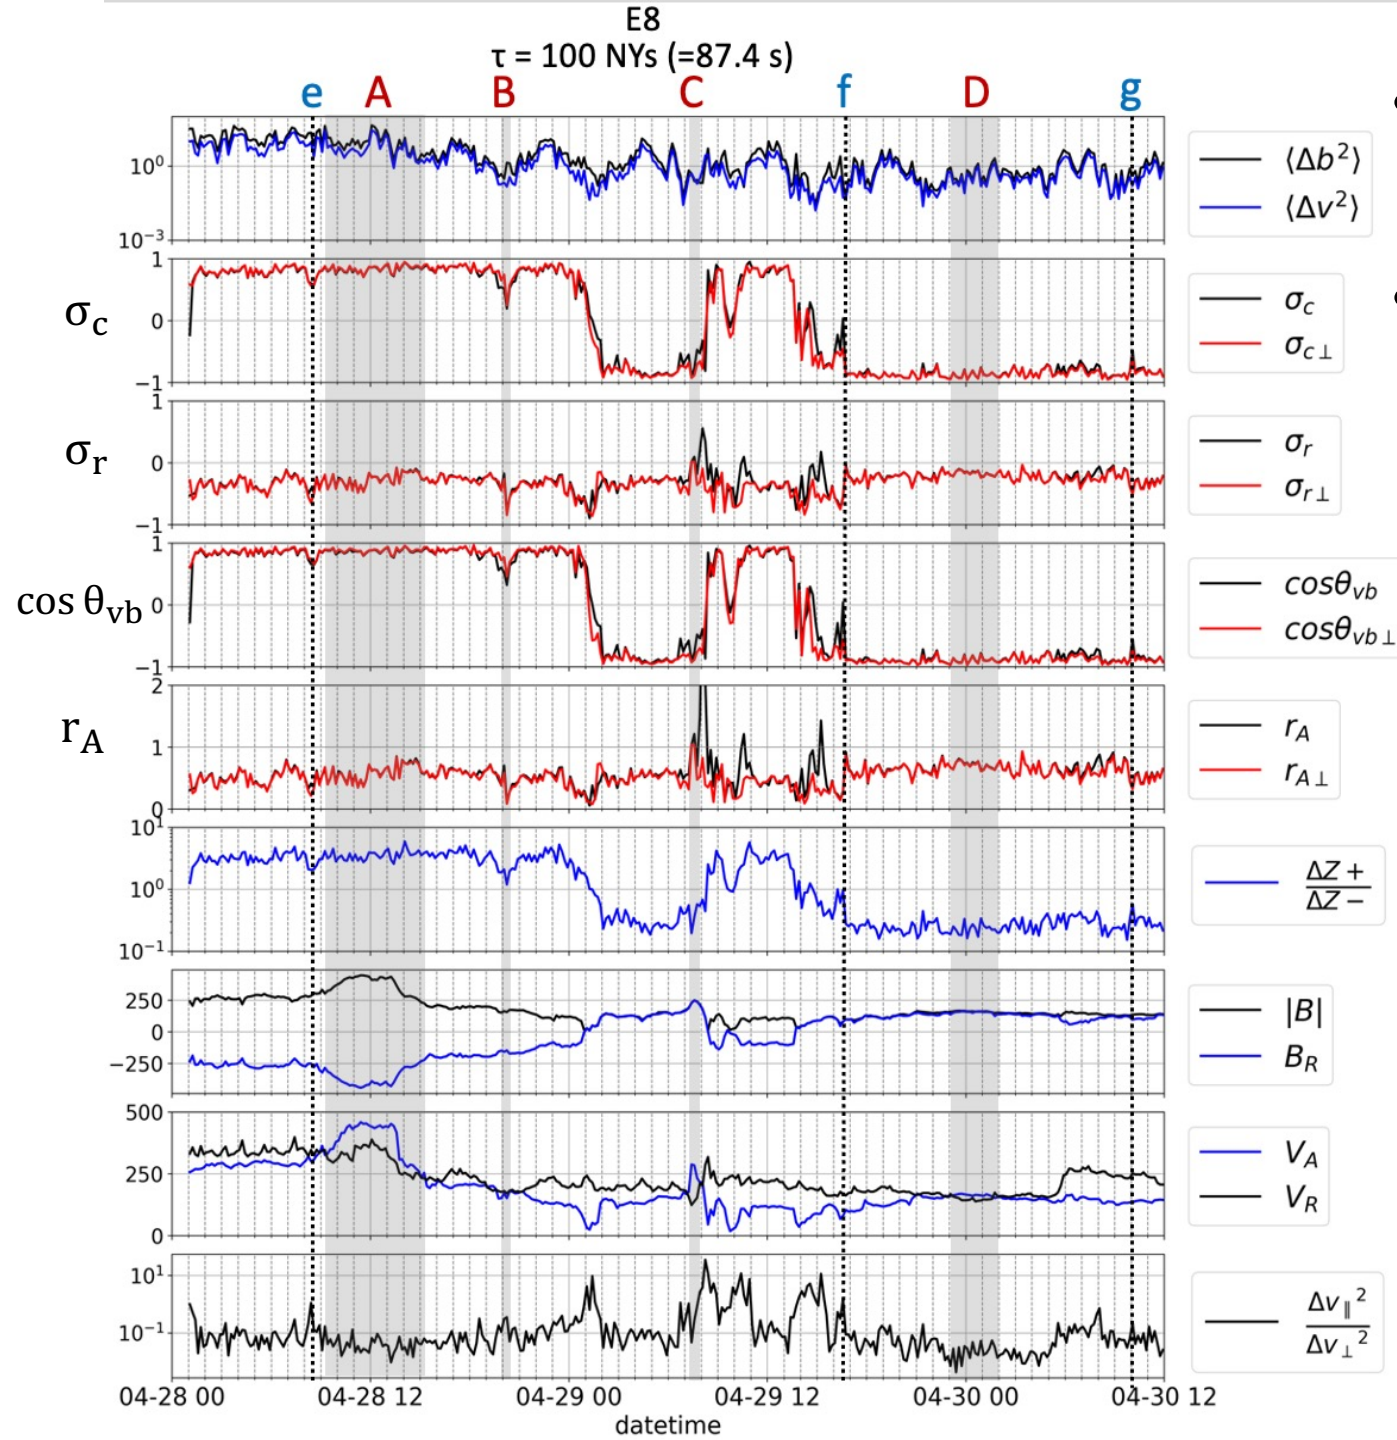 E8
τ = 100 NYs (=87.4 s)
e A B C f D g
10⁰
10⁻³
⟨Δb²⟩
⟨Δv²⟩
σc
1
0
−1
σc
σc⊥
σr
1
0
−1
σr
σr⊥
cos θvb
1
0
−1
cosθvb
cosθvb⊥
rA
2
1
0
rA
rA⊥
10¹
10⁰
10⁻¹
ΔZ +
ΔZ −
250
0
−250
|B|
BR
500
250
0
VA
VR
10¹
10⁻¹
Δv∥²
Δv⊥²
04-28 00 04-28 12 04-29 00 04-29 12 04-30 00 04-30 12
datetime